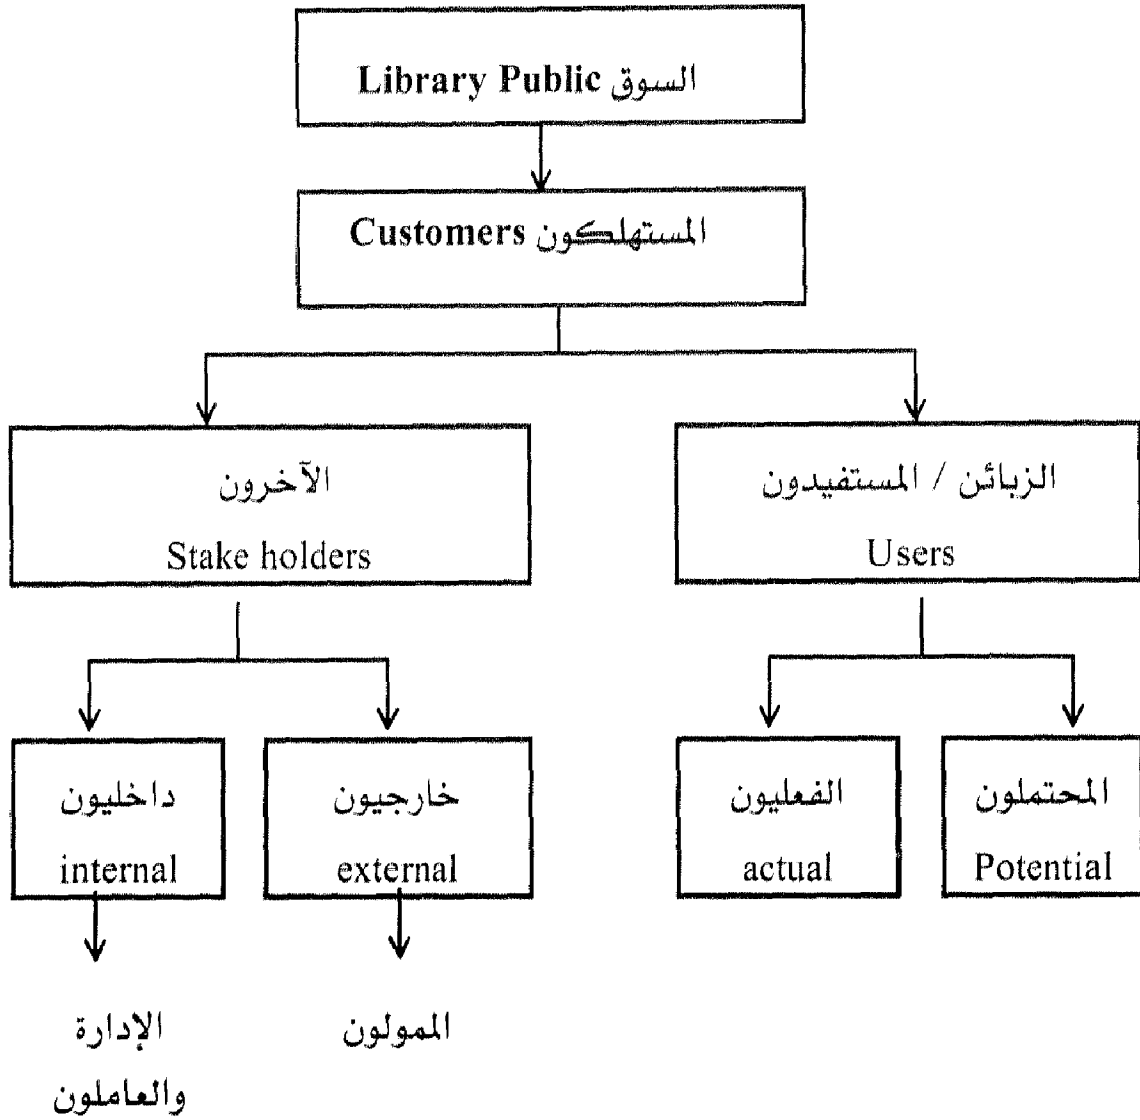 السوق Library Public
المستهلكون Customers
الزبائن / المستفيدون
Users
الآخرون
Stake holders
المحتملون
Potential
الفعليون
actual
خارجيون
external
داخليون
internal
الممولون
الإدارة
والعاملون